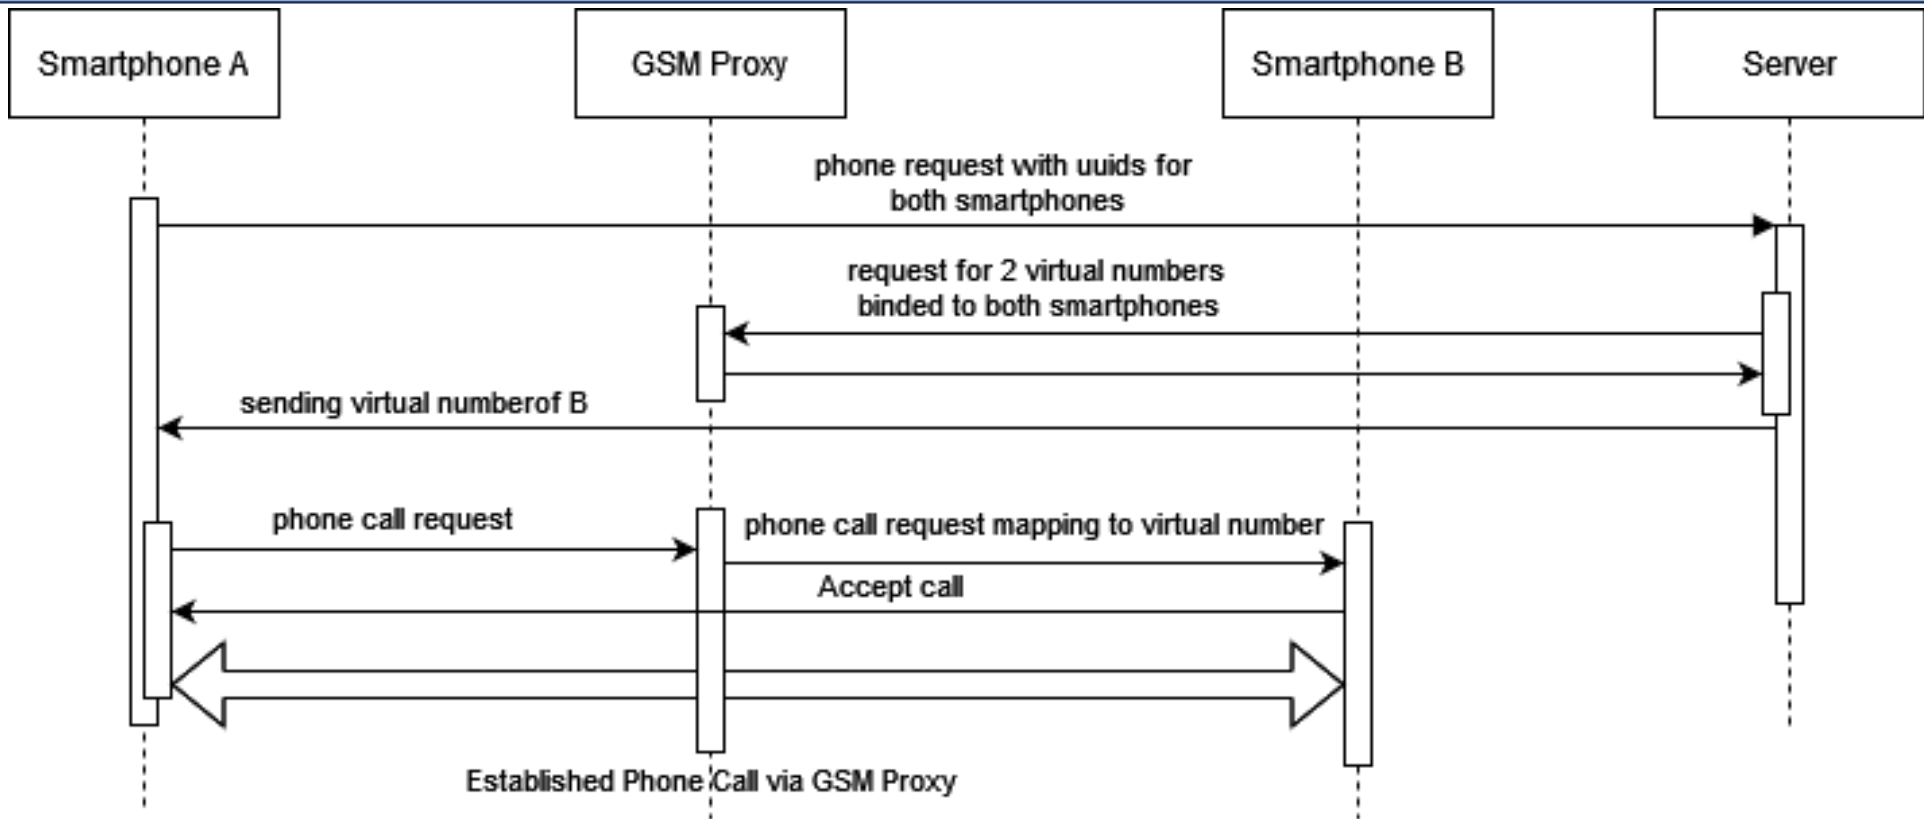 Smartphone A
GSM Proxy
Smartphone B
Server
phone request with uuids for
both smartphones
request for 2 virtual numbers
binded to both smartphones
sending virtual numberof B
phone call request
phone call request mapping to virtual number
Accept call
Established Phone Call via GSM Proxy